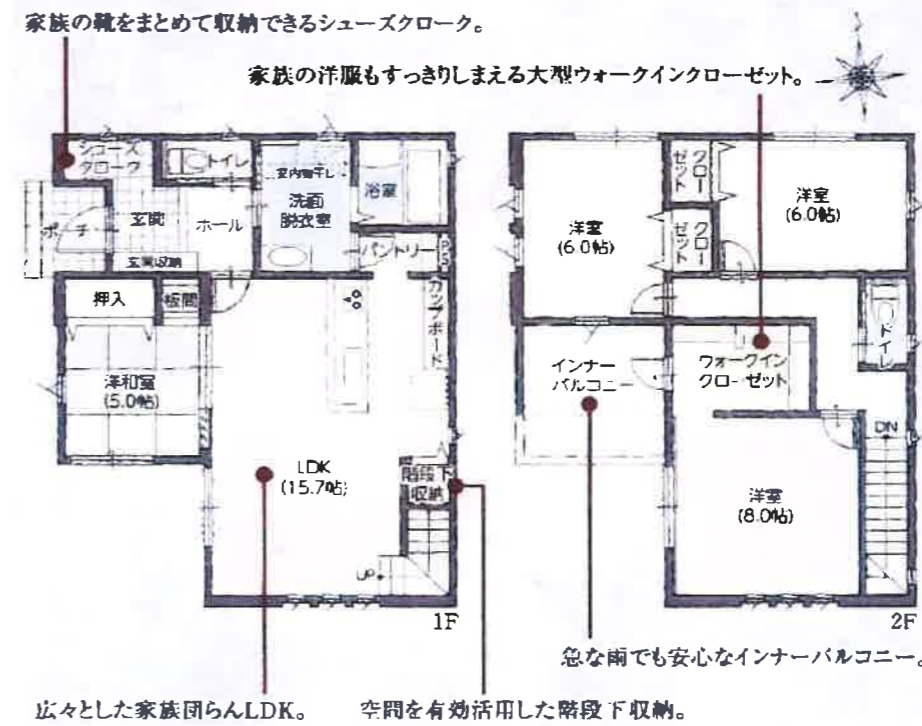 家族の靴をまとめて収納できるシューズクローク。
家族の洋服もすっきりしまえる大型ウォークインクローゼット。
シューズ
クローク
トイレ
室内物干し
洗面
脱衣室
浴室
ポーチ
玄関
ホール
玄関収納
パントリー
PS
押入
板間
カップボード
洋和室
(5.0帖)
LDK
(15.7帖)
階段下
収納
UP
1F
洋室
(6.0帖)
クロー
ゼット
クロー
ゼット
洋室
(6.0帖)
トイレ
インナー
バルコニー
ウォークイン
クローゼット
DN
洋室
(8.0帖)
2F
急な雨でも安心なインナーバルコニー。
広々とした家族団らんLDK。
空間を有効活用した階段下収納。